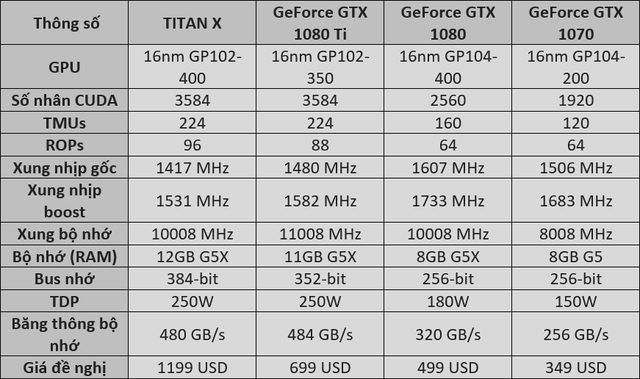 Thông số TITAN X GeForce GTX 1080 Ti GeForce GTX 1080 GeForce GTX 1070
GPU 16nm GP102-400 16nm GP102-350 16nm GP104-400 16nm GP104-200
Số nhân CUDA 3584 3584 2560 1920
TMUs 224 224 160 120
ROPs 96 88 64 64
Xung nhịp gốc 1417 MHz 1480 MHz 1607 MHz 1506 MHz
Xung nhịp boost 1531 MHz 1582 MHz 1733 MHz 1683 MHz
Xung bộ nhớ 10008 MHz 11008 MHz 10008 MHz 8008 MHz
Bộ nhớ (RAM) 12GB G5X 11GB G5X 8GB G5X 8GB G5
Bus nhớ 384-bit 352-bit 256-bit 256-bit
TDP 250W 250W 180W 150W
Băng thông bộ nhớ 480 GB/s 484 GB/s 320 GB/s 256 GB/s
Giá đề nghị 1199 USD 699 USD 499 USD 349 USD